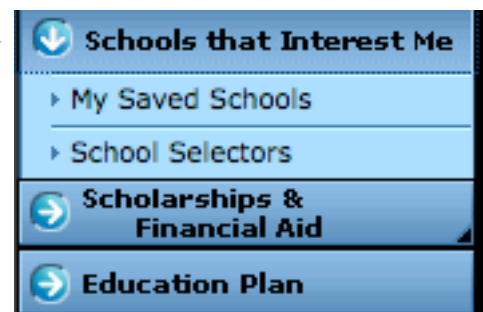 Schools that Interest Me
My Saved Schools
School Selectors
Scholarships &
Financial Aid
Education Plan